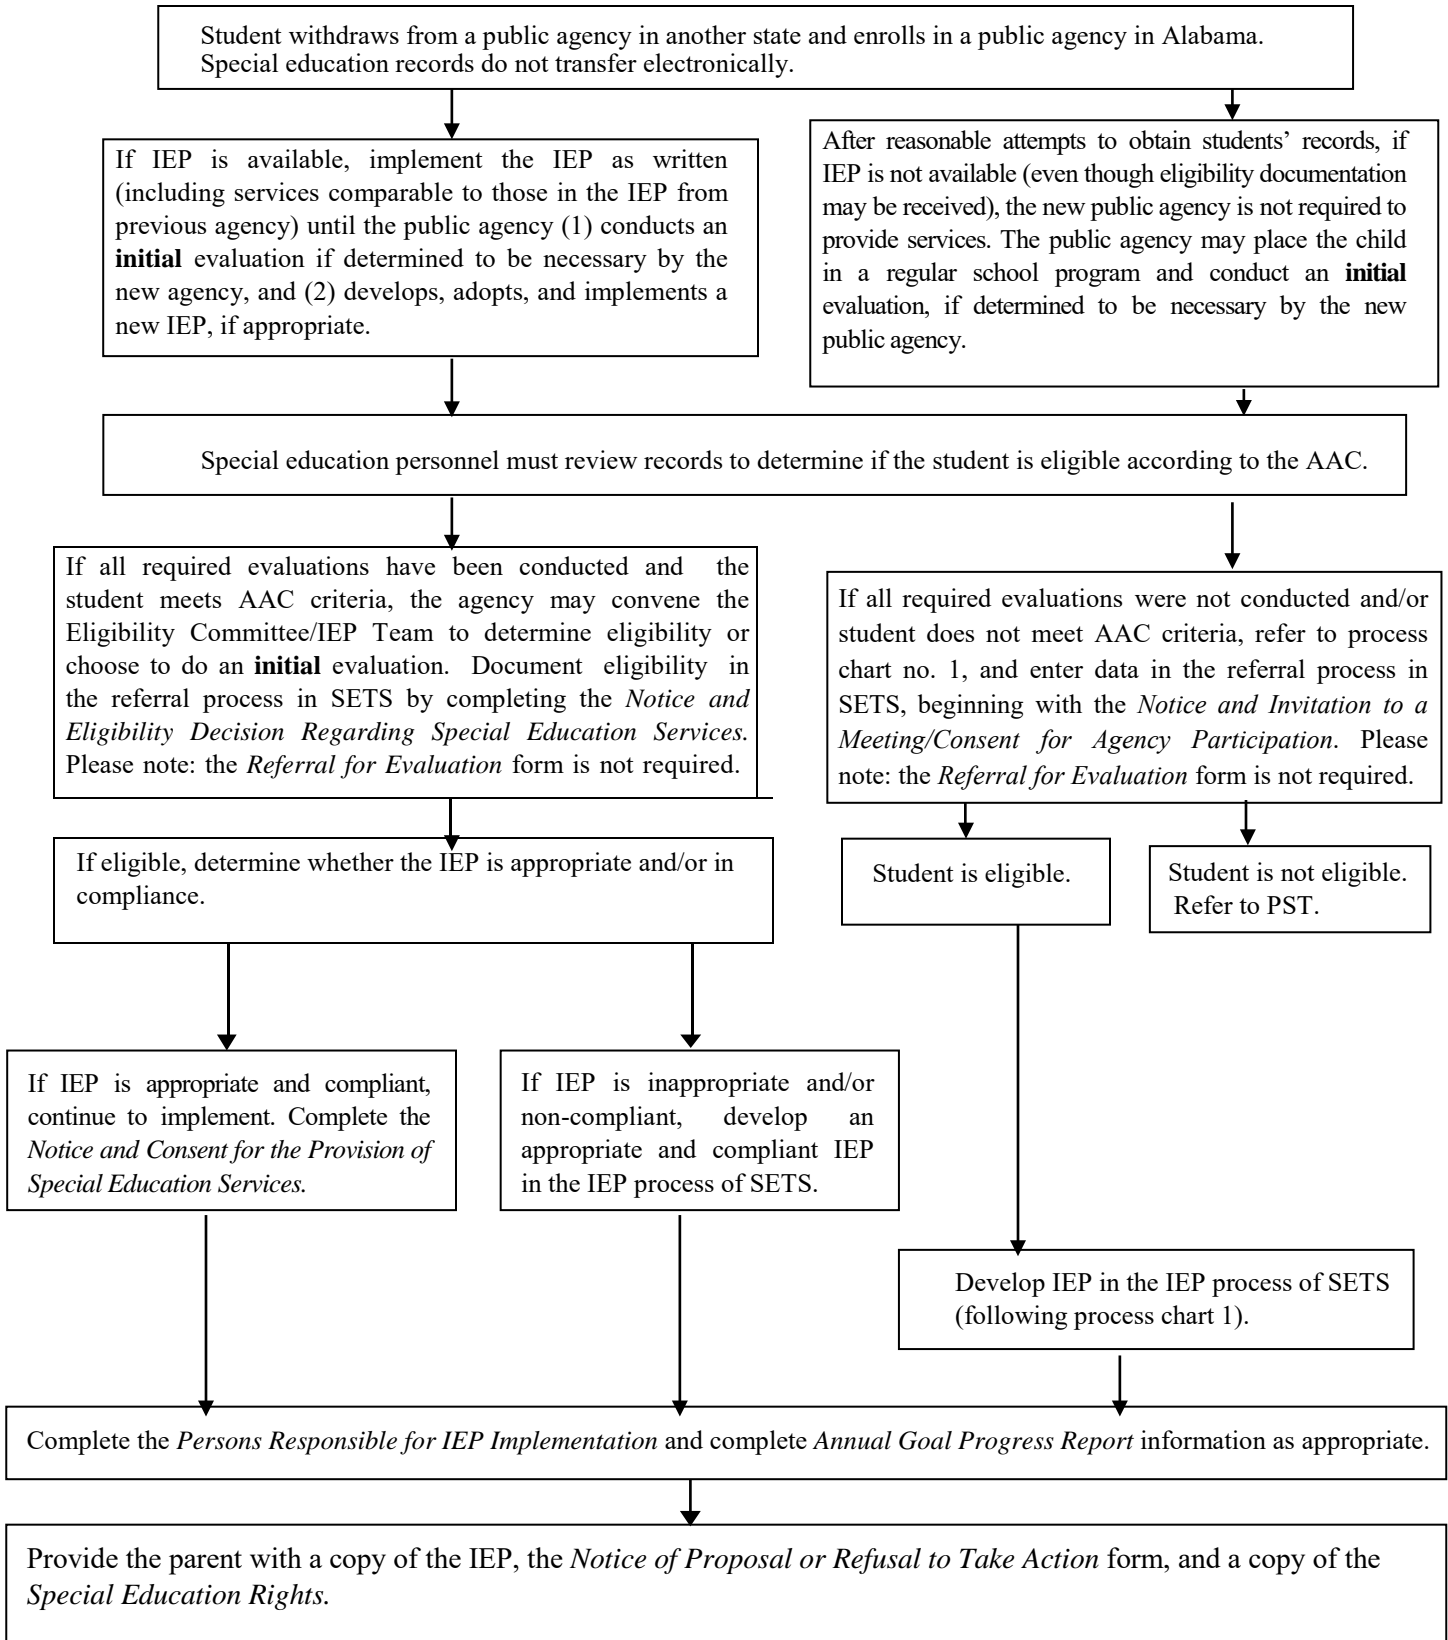 Student withdraws from a public agency in another state and enrolls in a public agency in Alabama.
Special education records do not transfer electronically.
If IEP is available, implement the IEP as written
(including services comparable to those in the IEP from
previous agency) until the public agency (1) conducts an
initial evaluation if determined to be necessary by the
new agency, and (2) develops, adopts, and implements a
new IEP, if appropriate.
After reasonable attempts to obtain students’ records, if
IEP is not available (even though eligibility documentation
may be received), the new public agency is not required to
provide services. The public agency may place the child
in a regular school program and conduct an initial
evaluation, if determined to be necessary by the new
public agency.
Special education personnel must review records to determine if the student is eligible according to the AAC.
If all required evaluations have been conducted and the
student meets AAC criteria, the agency may convene the
Eligibility Committee/IEP Team to determine eligibility or
choose to do an initial evaluation. Document eligibility in
the referral process in SETS by completing the Notice and
Eligibility Decision Regarding Special Education Services.
Please note: the Referral for Evaluation form is not required.
If all required evaluations were not conducted and/or
student does not meet AAC criteria, refer to process
chart no. 1, and enter data in the referral process in
SETS, beginning with the Notice and Invitation to a
Meeting/Consent for Agency Participation. Please
note: the Referral for Evaluation form is not required.
If eligible, determine whether the IEP is appropriate and/or in
compliance.
Student is eligible.
Student is not eligible.
Refer to PST.
If IEP is appropriate and compliant,
continue to implement. Complete the
Notice and Consent for the Provision of
Special Education Services.
If IEP is inappropriate and/or
non-compliant, develop an
appropriate and compliant IEP
in the IEP process of SETS.
Develop IEP in the IEP process of SETS
(following process chart 1).
Complete the Persons Responsible for IEP Implementation and complete Annual Goal Progress Report information as appropriate.
Provide the parent with a copy of the IEP, the Notice of Proposal or Refusal to Take Action form, and a copy of the
Special Education Rights.